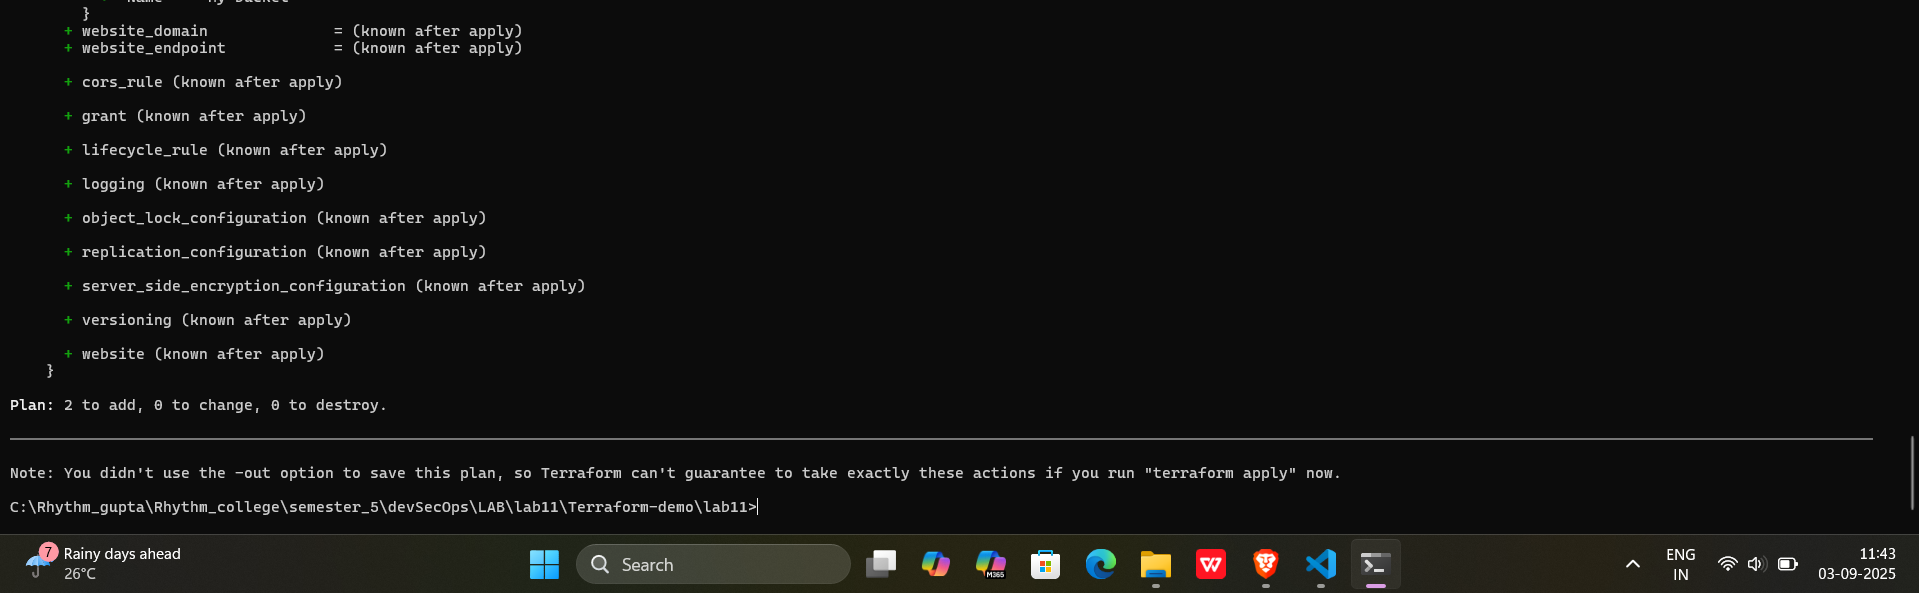 }
+ website_domain = (known after apply)
+ website_endpoint = (known after apply)
+ cors_rule (known after apply)
+ grant (known after apply)
+ lifecycle_rule (known after apply)
+ logging (known after apply)
+ object_lock_configuration (known after apply)
+ replication_configuration (known after apply)
+ server_side_encryption_configuration (known after apply)
+ versioning (known after apply)
+ website (known after apply)
}
Plan: 2 to add, 0 to change, 0 to destroy.
Note: You didn't use the -out option to save this plan, so Terraform can't guarantee to take exactly these actions if you run "terraform apply" now.
C:\Rhythm_gupta\Rhythm_college\semester_5\devSecOps\LAB\lab11\Terraform-demo\lab11>
7
Rainy days ahead
26°C
Search
M365
W
ENG
IN
11:43
03-09-2025